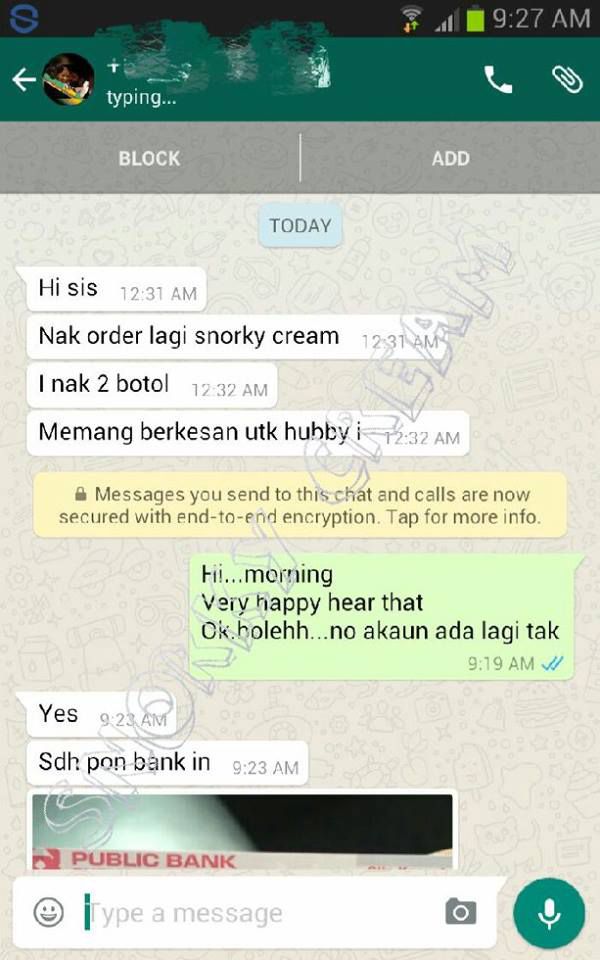 9:27 AM
typing...
BLOCK
ADD
TODAY
Hi sis 12:31 AM
Nak order lagi snorky cream 12:31 AM
I nak 2 botol 12:32 AM
Memang berkesan utk hubby i 12:32 AM
Messages you send to this chat and calls are now
secured with end-to-end encryption. Tap for more info.
Hi...morning
Very happy hear that
Ok.bolehh...no akaun ada lagi tak
9:19 AM
Yes 9:23 AM
Sdh pon bank in 9:23 AM
PUBLIC BANK
Type a message
CREAM